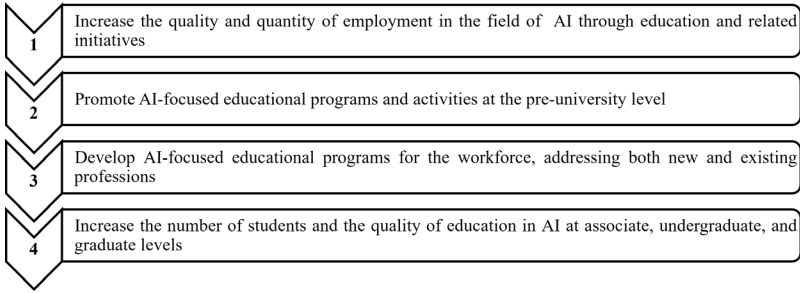 1
Increase the quality and quantity of employment in the field of AI through education and related
initiatives
2
Promote AI-focused educational programs and activities at the pre-university level
3
Develop AI-focused educational programs for the workforce, addressing both new and existing
professions
4
Increase the number of students and the quality of education in AI at associate, undergraduate, and
graduate levels